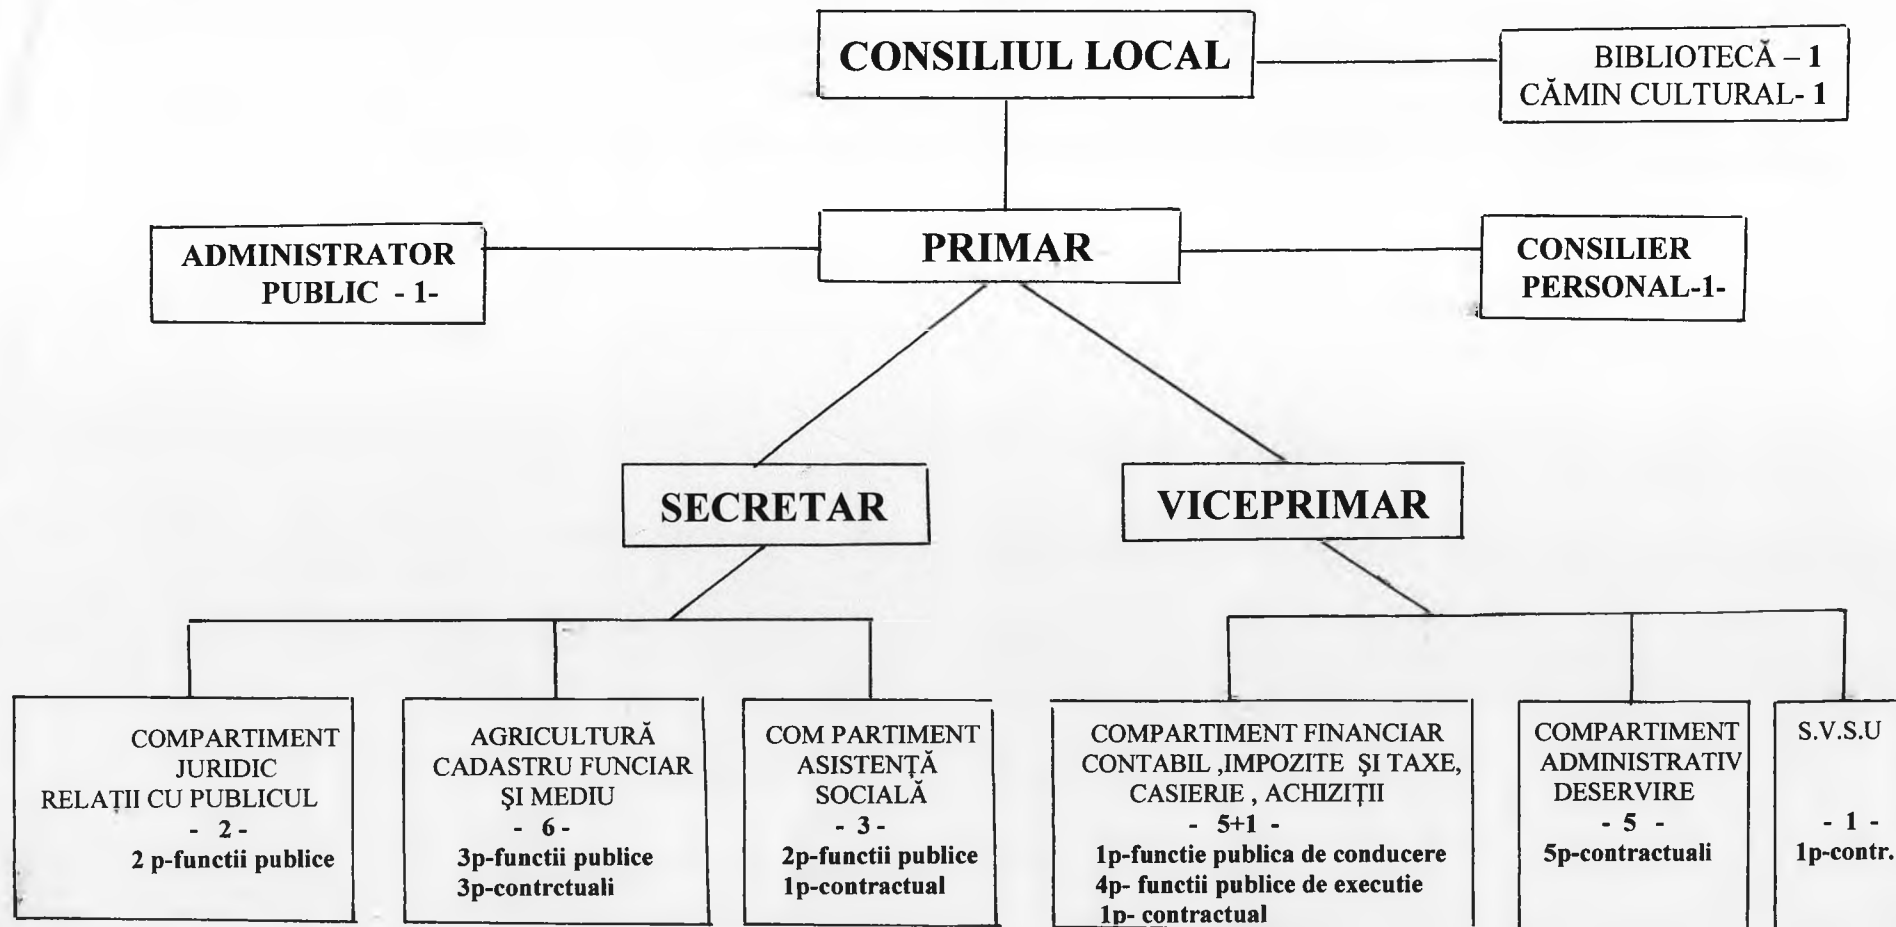 CONSILIUL LOCAL
BIBLIOTECĂ – 1
CĂMIN CULTURAL- 1
ADMINISTRATOR
PUBLIC - 1-
PRIMAR
CONSILIER
PERSONAL-1-
SECRETAR
VICEPRIMAR
COMPARTIMENT
JURIDIC
RELAȚII CU PUBLICUL
- 2 -
2 p-functii publice
AGRICULTURĂ
CADASTRU FUNCIAR
ŞI MEDIU
- 6 -
3p-functii publice
3p-contrctuali
COM PARTIMENT
ASISTENŢĂ
SOCIALĂ
- 3 -
2p-functii publice
1p-contractual
COMPARTIMENT FINANCIAR
CONTABIL ,IMPOZITE ŞI TAXE,
CASIERIE , ACHIZIŢII
- 5+1 -
1p-functie publica de conducere
4p- functii publice de executie
1p- contractual
COMPARTIMENT
ADMINISTRATIV
DESERVIRE
- 5 -
5p-contractuali
S.V.S.U
- 1 -
1p-contr.